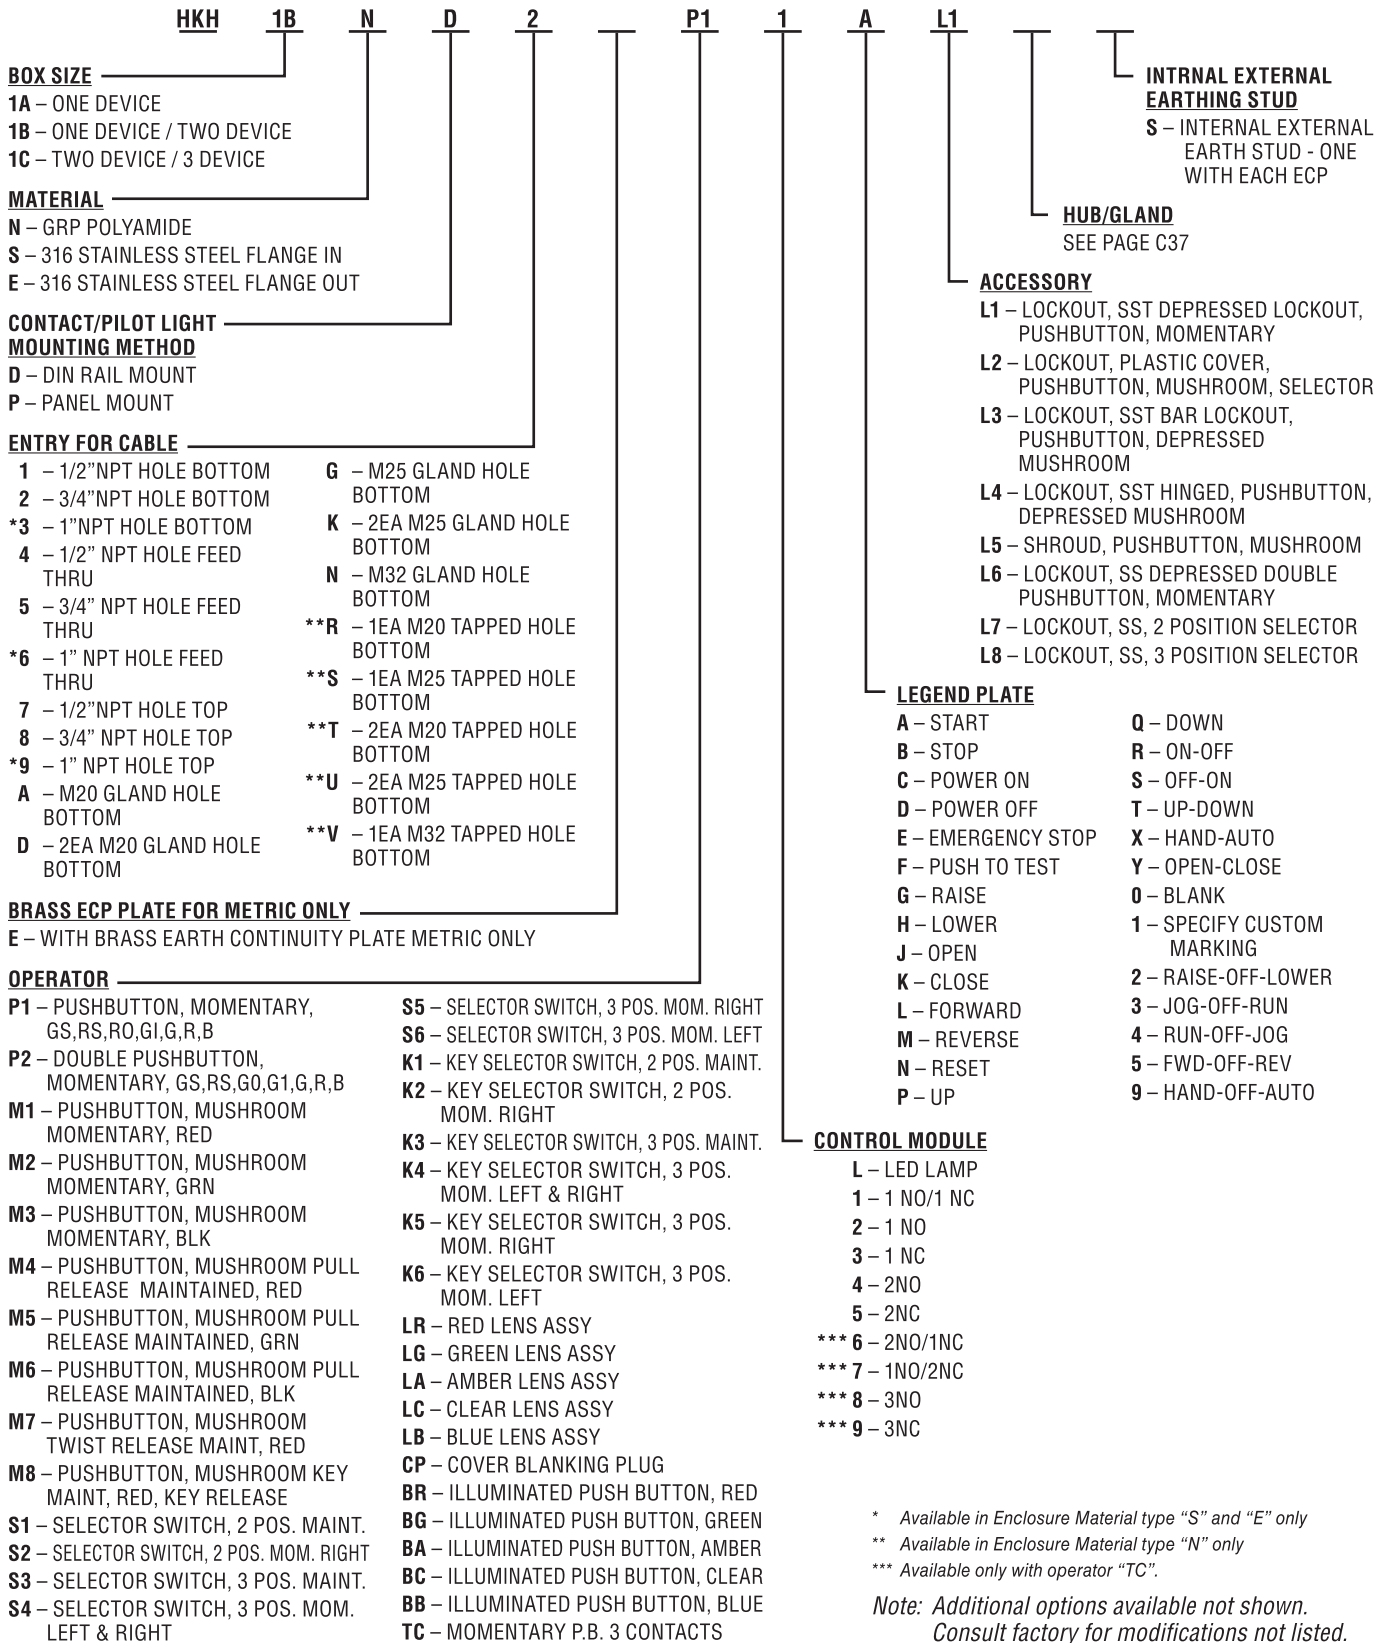 HKH 1B N D 2 P1 1 A L1
BOX SIZE
1A – ONE DEVICE
1B – ONE DEVICE / TWO DEVICE
1C – TWO DEVICE / 3 DEVICE
MATERIAL
N – GRP POLYAMIDE
S – 316 STAINLESS STEEL FLANGE IN
E – 316 STAINLESS STEEL FLANGE OUT
CONTACT/PILOT LIGHT
MOUNTING METHOD
D – DIN RAIL MOUNT
P – PANEL MOUNT
ENTRY FOR CABLE
1 – 1/2”NPT HOLE BOTTOM
2 – 3/4”NPT HOLE BOTTOM
*3 – 1”NPT HOLE BOTTOM
4 – 1/2” NPT HOLE FEED
THRU
5 – 3/4” NPT HOLE FEED
THRU
*6 – 1” NPT HOLE FEED
THRU
7 – 1/2”NPT HOLE TOP
8 – 3/4” NPT HOLE TOP
*9 – 1” NPT HOLE TOP
A – M20 GLAND HOLE
BOTTOM
D – 2EA M20 GLAND HOLE
BOTTOM
G – M25 GLAND HOLE
BOTTOM
K – 2EA M25 GLAND HOLE
BOTTOM
N – M32 GLAND HOLE
BOTTOM
**R – 1EA M20 TAPPED HOLE
BOTTOM
**S – 1EA M25 TAPPED HOLE
BOTTOM
**T – 2EA M20 TAPPED HOLE
BOTTOM
**U – 2EA M25 TAPPED HOLE
BOTTOM
**V – 1EA M32 TAPPED HOLE
BOTTOM
BRASS ECP PLATE FOR METRIC ONLY
E – WITH BRASS EARTH CONTINUITY PLATE METRIC ONLY
OPERATOR
P1 – PUSHBUTTON, MOMENTARY,
GS,RS,RO,GI,G,R,B
P2 – DOUBLE PUSHBUTTON,
MOMENTARY, GS,RS,G0,G1,G,R,B
M1 – PUSHBUTTON, MUSHROOM
MOMENTARY, RED
M2 – PUSHBUTTON, MUSHROOM
MOMENTARY, GRN
M3 – PUSHBUTTON, MUSHROOM
MOMENTARY, BLK
M4 – PUSHBUTTON, MUSHROOM PULL
RELEASE MAINTAINED, RED
M5 – PUSHBUTTON, MUSHROOM PULL
RELEASE MAINTAINED, GRN
M6 – PUSHBUTTON, MUSHROOM PULL
RELEASE MAINTAINED, BLK
M7 – PUSHBUTTON, MUSHROOM
TWIST RELEASE MAINT, RED
M8 – PUSHBUTTON, MUSHROOM KEY
MAINT, RED, KEY RELEASE
S1 – SELECTOR SWITCH, 2 POS. MAINT.
S2 – SELECTOR SWITCH, 2 POS. MOM. RIGHT
S3 – SELECTOR SWITCH, 3 POS. MAINT.
S4 – SELECTOR SWITCH, 3 POS. MOM.
LEFT & RIGHT
S5 – SELECTOR SWITCH, 3 POS. MOM. RIGHT
S6 – SELECTOR SWITCH, 3 POS. MOM. LEFT
K1 – KEY SELECTOR SWITCH, 2 POS. MAINT.
K2 – KEY SELECTOR SWITCH, 2 POS.
MOM. RIGHT
K3 – KEY SELECTOR SWITCH, 3 POS. MAINT.
K4 – KEY SELECTOR SWITCH, 3 POS.
MOM. LEFT & RIGHT
K5 – KEY SELECTOR SWITCH, 3 POS.
MOM. RIGHT
K6 – KEY SELECTOR SWITCH, 3 POS.
MOM. LEFT
LR – RED LENS ASSY
LG – GREEN LENS ASSY
LA – AMBER LENS ASSY
LC – CLEAR LENS ASSY
LB – BLUE LENS ASSY
CP – COVER BLANKING PLUG
BR – ILLUMINATED PUSH BUTTON, RED
BG – ILLUMINATED PUSH BUTTON, GREEN
BA – ILLUMINATED PUSH BUTTON, AMBER
BC – ILLUMINATED PUSH BUTTON, CLEAR
BB – ILLUMINATED PUSH BUTTON, BLUE
TC – MOMENTARY P.B. 3 CONTACTS
INTRNAL EXTERNAL
EARTHING STUD
S – INTERNAL EXTERNAL
EARTH STUD - ONE
WITH EACH ECP
HUB/GLAND
SEE PAGE C37
ACCESSORY
L1 – LOCKOUT, SST DEPRESSED LOCKOUT,
PUSHBUTTON, MOMENTARY
L2 – LOCKOUT, PLASTIC COVER,
PUSHBUTTON, MUSHROOM, SELECTOR
L3 – LOCKOUT, SST BAR LOCKOUT,
PUSHBUTTON, DEPRESSED
MUSHROOM
L4 – LOCKOUT, SST HINGED, PUSHBUTTON,
DEPRESSED MUSHROOM
L5 – SHROUD, PUSHBUTTON, MUSHROOM
L6 – LOCKOUT, SS DEPRESSED DOUBLE
PUSHBUTTON, MOMENTARY
L7 – LOCKOUT, SS, 2 POSITION SELECTOR
L8 – LOCKOUT, SS, 3 POSITION SELECTOR
LEGEND PLATE
A – START
B – STOP
C – POWER ON
D – POWER OFF
E – EMERGENCY STOP
F – PUSH TO TEST
G – RAISE
H – LOWER
J – OPEN
K – CLOSE
L – FORWARD
M – REVERSE
N – RESET
P – UP
Q – DOWN
R – ON-OFF
S – OFF-ON
T – UP-DOWN
X – HAND-AUTO
Y – OPEN-CLOSE
0 – BLANK
1 – SPECIFY CUSTOM
MARKING
2 – RAISE-OFF-LOWER
3 – JOG-OFF-RUN
4 – RUN-OFF-JOG
5 – FWD-OFF-REV
9 – HAND-OFF-AUTO
CONTROL MODULE
L – LED LAMP
1 – 1 NO/1 NC
2 – 1 NO
3 – 1 NC
4 – 2NO
5 – 2NC
*** 6 – 2NO/1NC
*** 7 – 1NO/2NC
*** 8 – 3NO
*** 9 – 3NC
* Available in Enclosure Material type “S” and “E” only
** Available in Enclosure Material type “N” only
*** Available only with operator “TC”.
Note: Additional options available not shown.
Consult factory for modifications not listed.